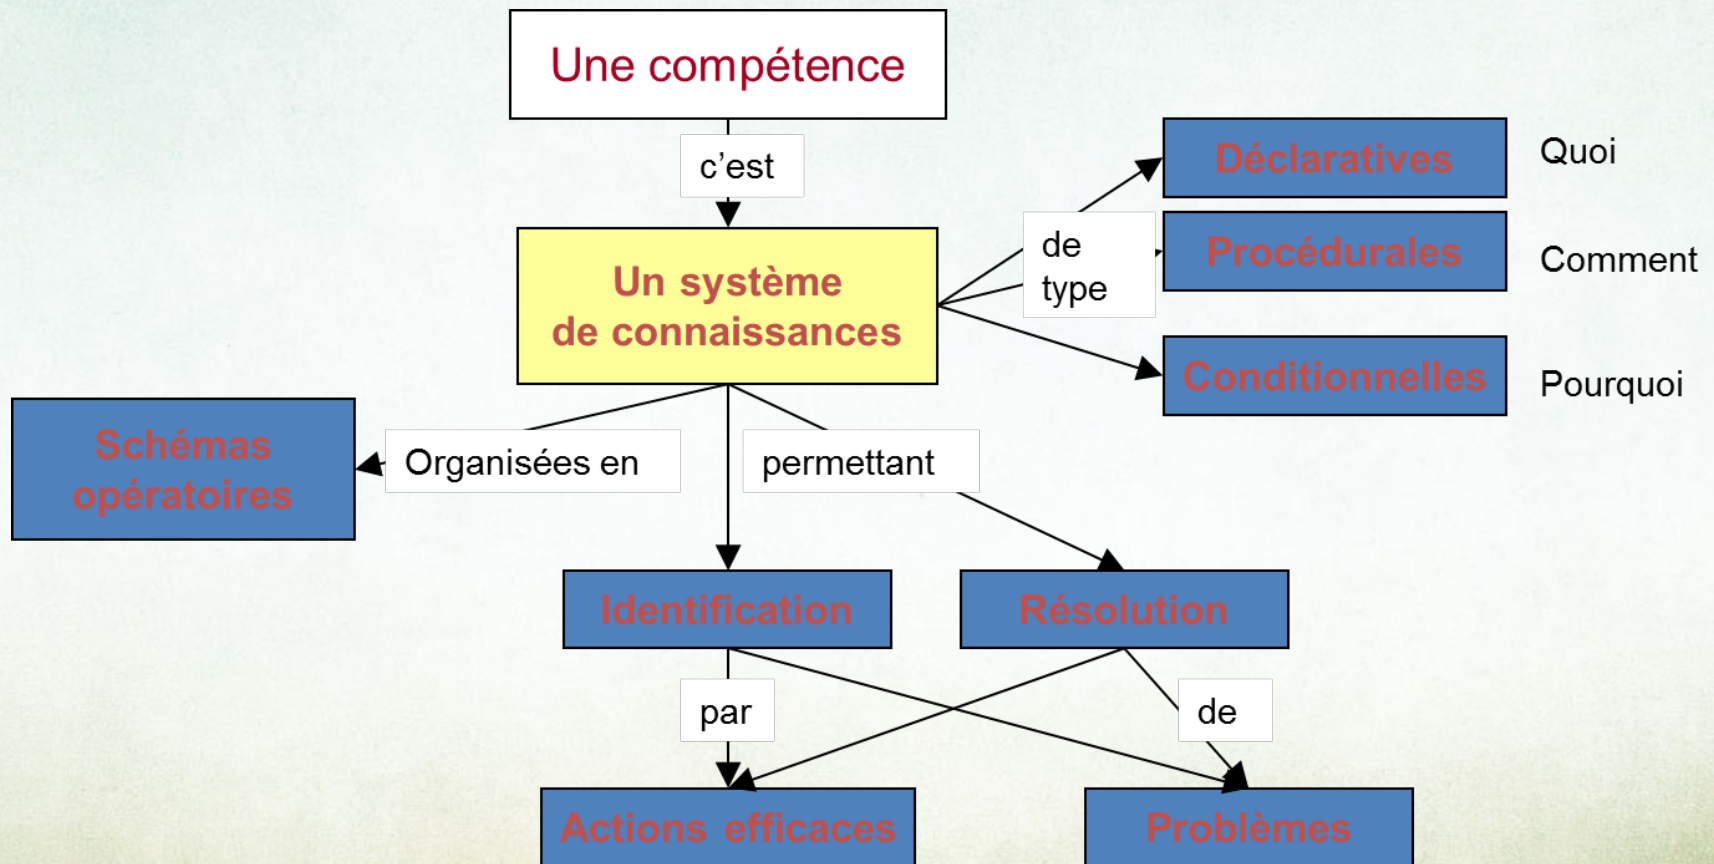 Une compétence
c'est
Déclaratives
Quoi
de
type
Procédurales
Comment
Un système
de connaissances
Conditionnelles
Pourquoi
Schémas
opératoires
Organisées en
permettant
Identification
Résolution
par
de
Actions efficaces
Problèmes